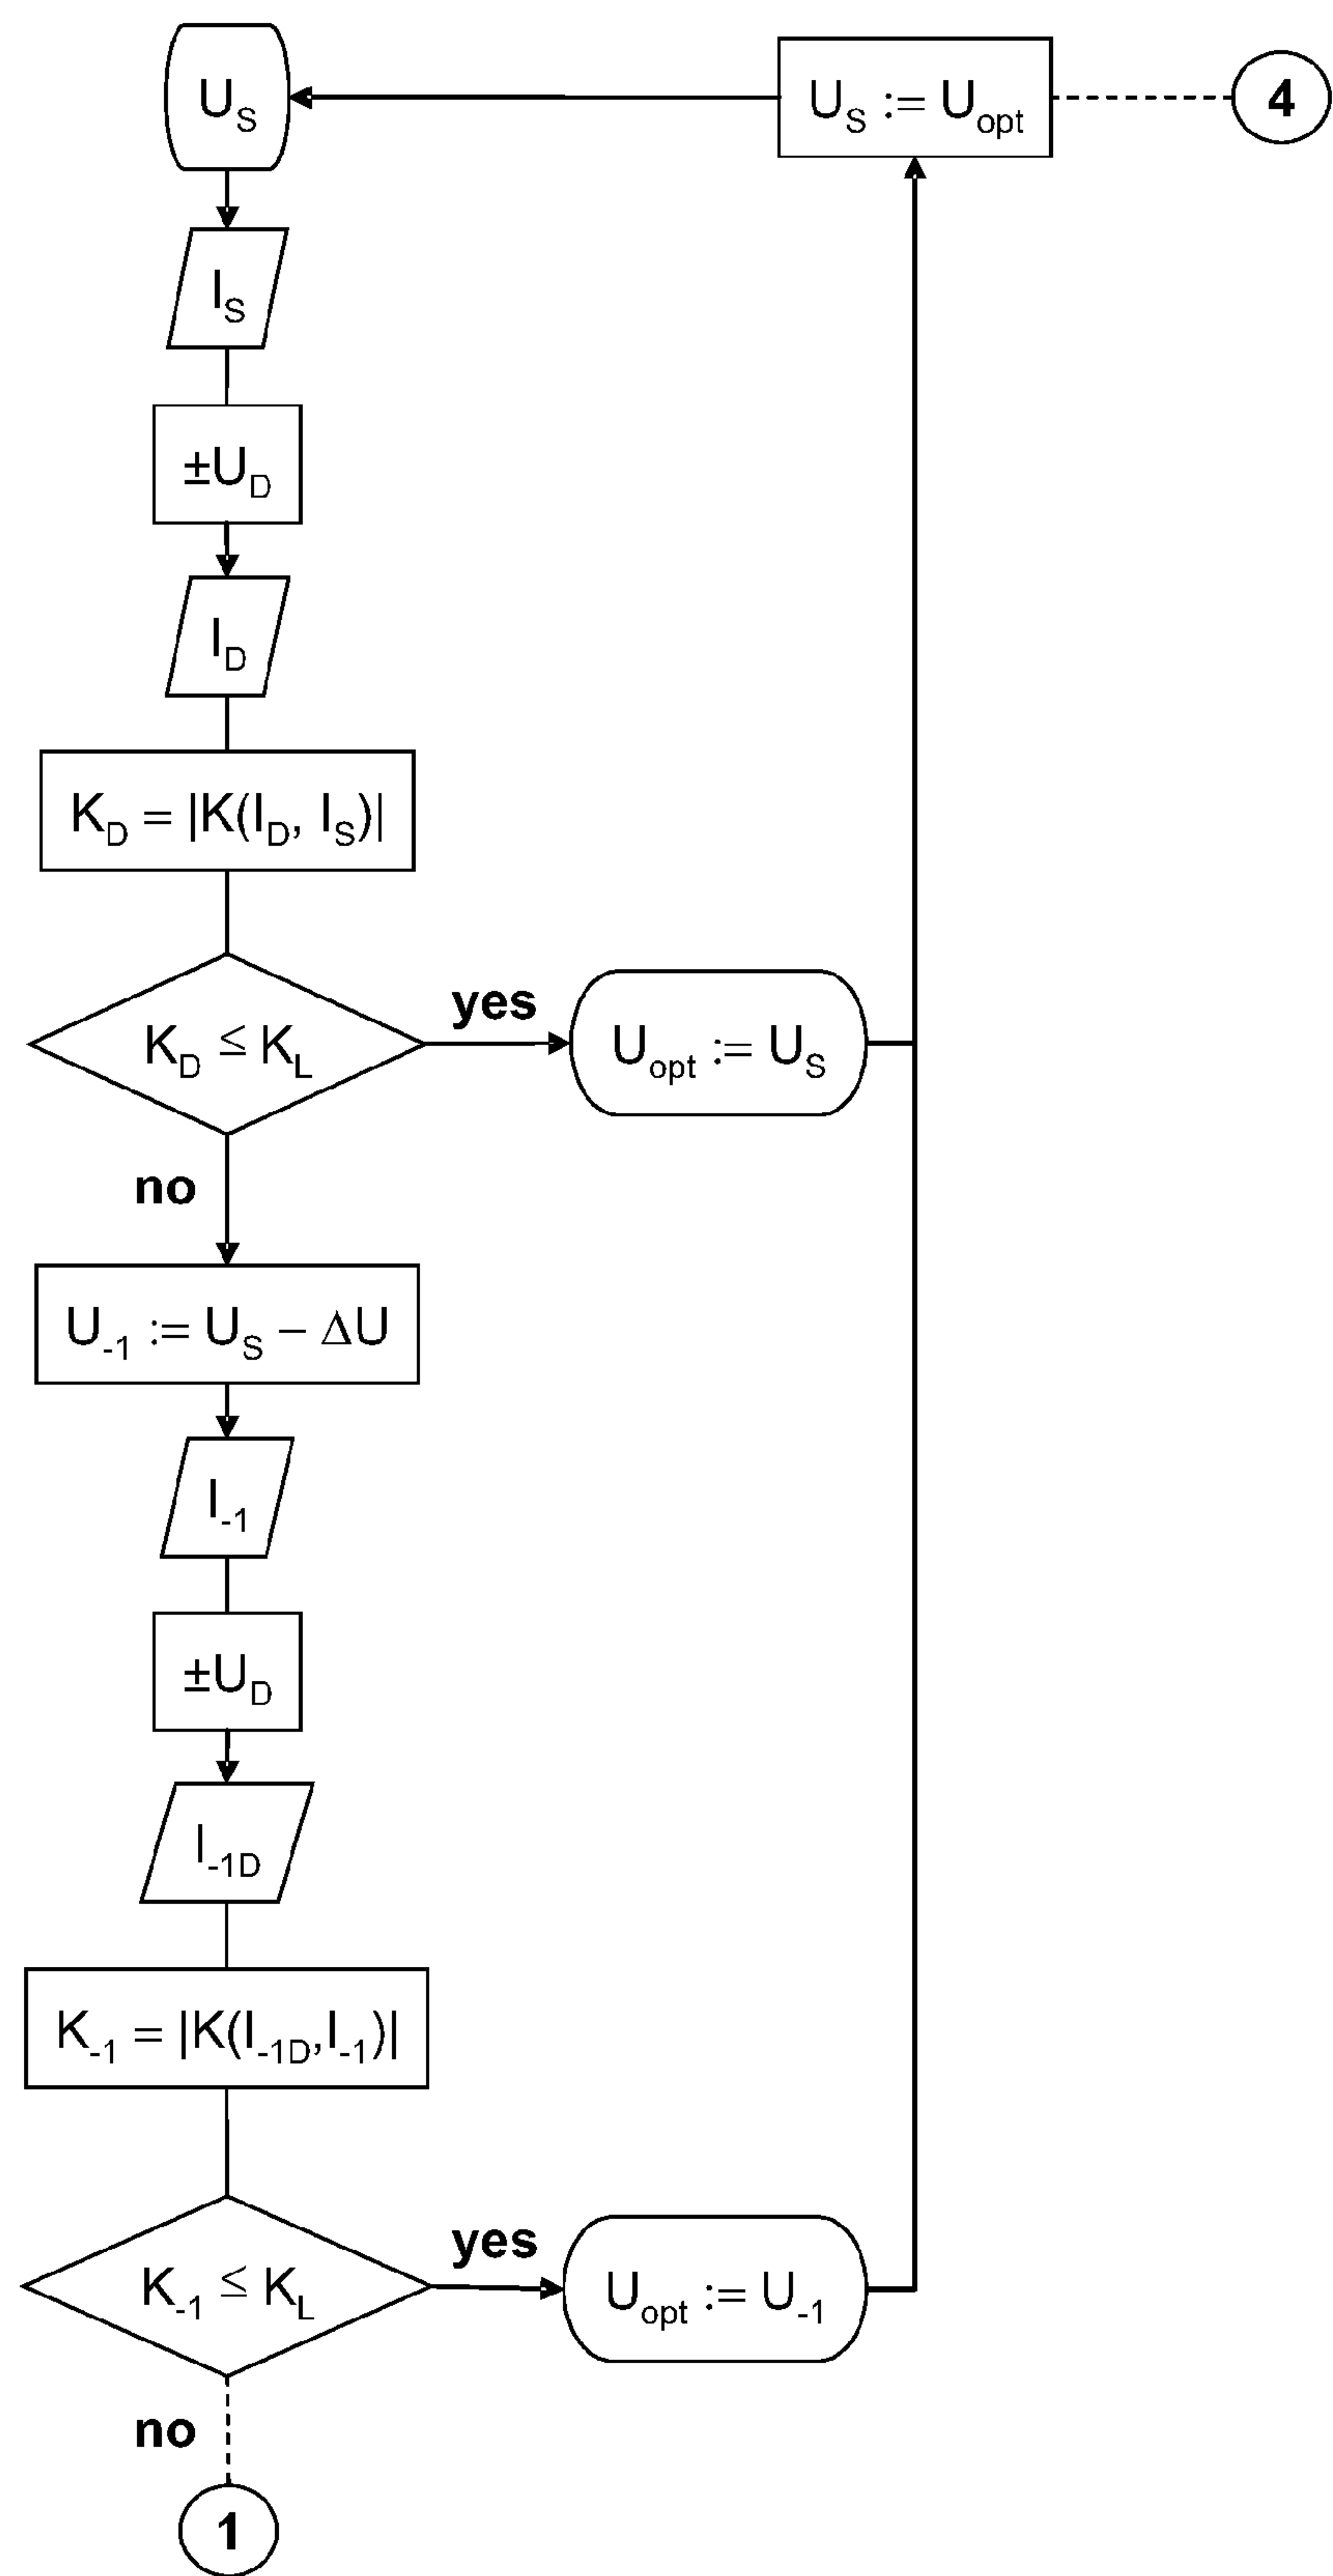 U_S
U_S := U_opt
4
I_S
±U_D
I_D
K_D = |K(I_D, I_S)|
K_D ≤ K_L
yes
U_opt := U_S
no
U_-1 := U_S – ΔU
I_-1
±U_D
I_-1D
K_-1 = |K(I_-1D,I_-1)|
K_-1 ≤ K_L
yes
U_opt := U_-1
no
1